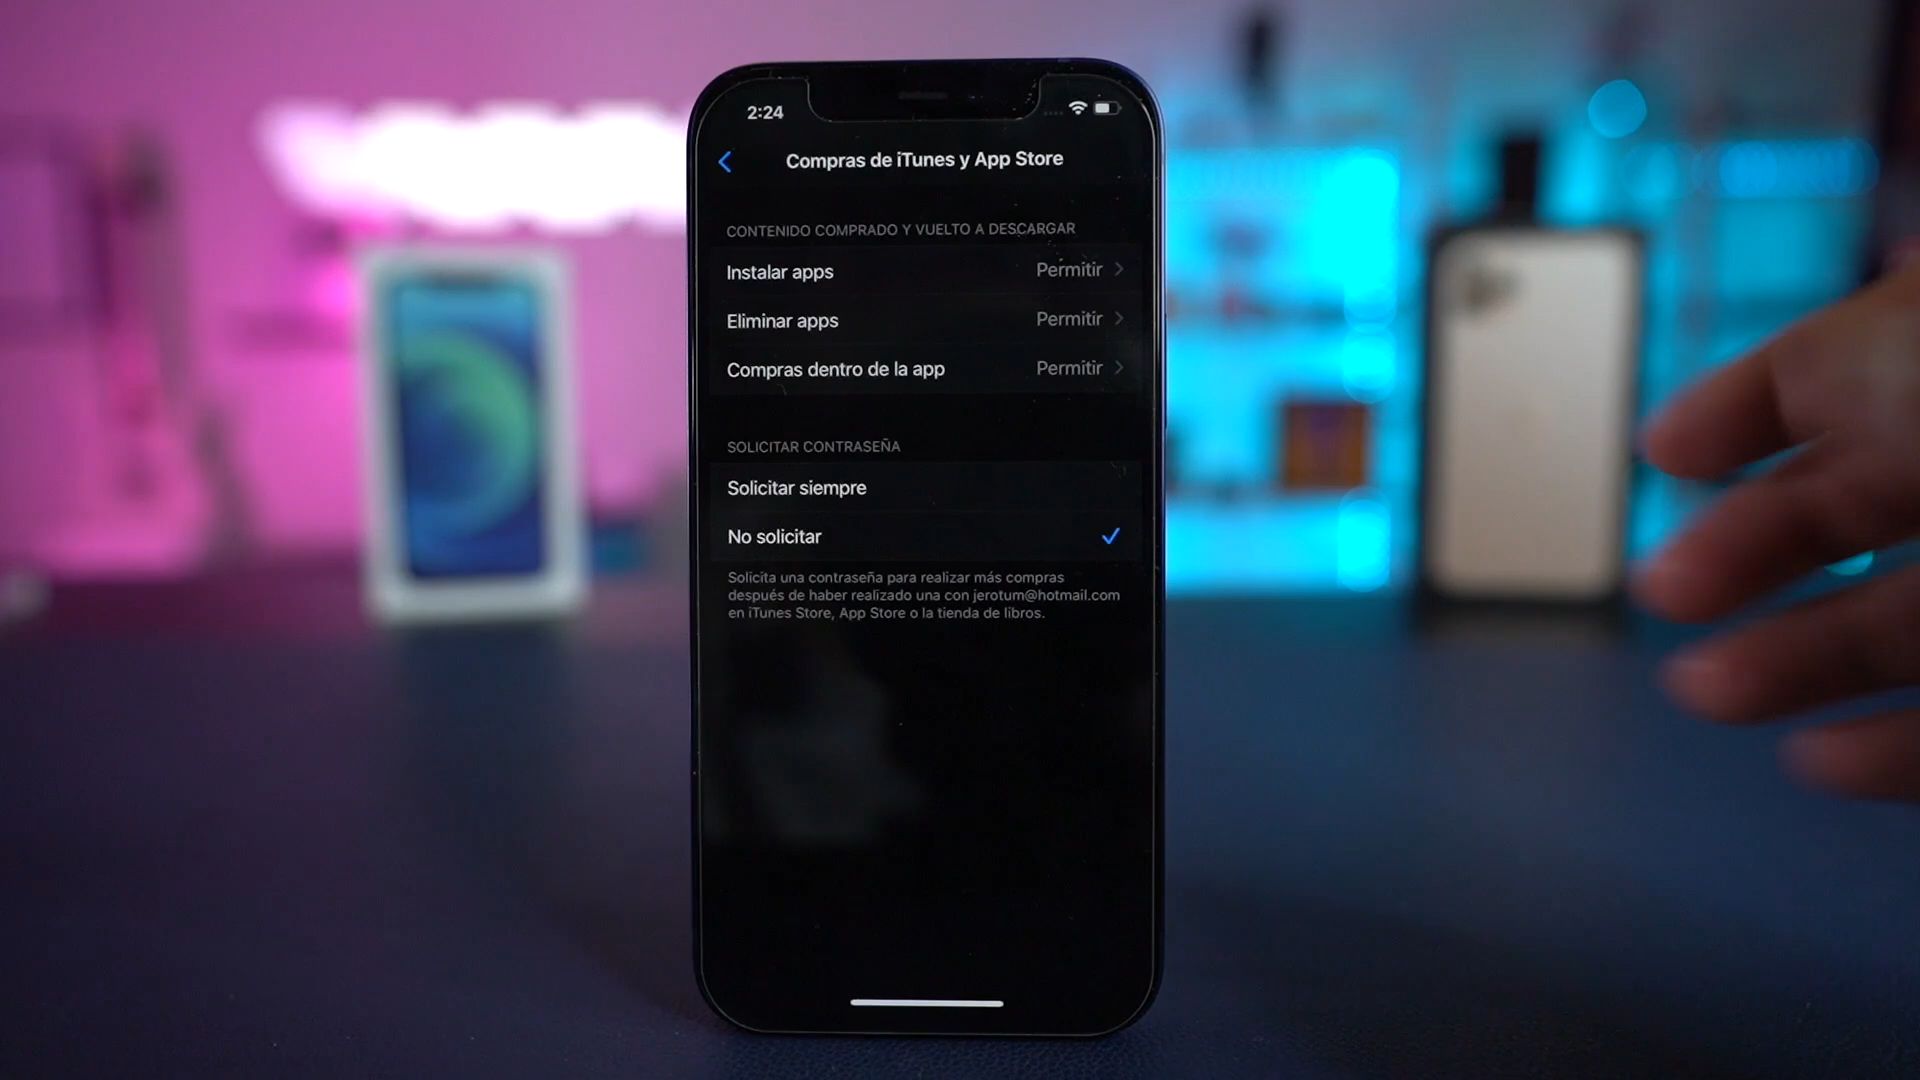 2:24
Compras de iTunes y App Store
CONTENIDO COMPRADO Y VUELTO A DESCARGAR
Instalar apps Permitir
Eliminar apps Permitir
Compras dentro de la app Permitir
SOLICITAR CONTRASEÑA
Solicitar siempre
No solicitar
Solicita una contraseña para realizar más compras
después de haber realizado una con jerotum@hotmail.com
en iTunes Store, App Store o la tienda de libros.